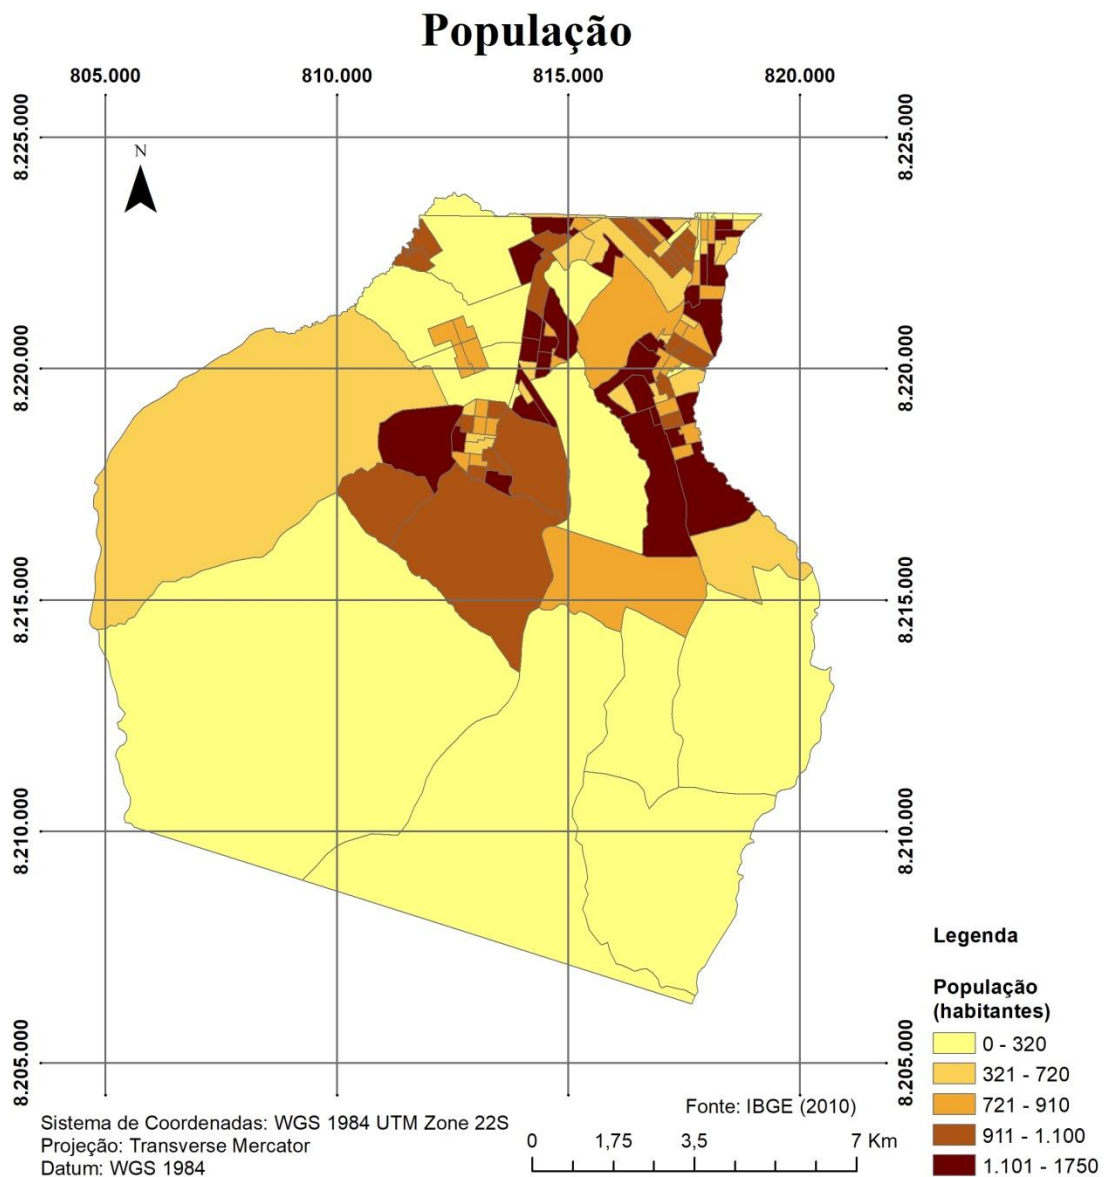 População
805.000 810.000 815.000 820.000
8.225.000 8.225.000
N
8.220.000 8.220.000
8.215.000 8.215.000
8.210.000 8.210.000
8.205.000 8.205.000
Legenda
População
(habitantes)
0 - 320
321 - 720
721 - 910
911 - 1.100
1.101 - 1750
Fonte: IBGE (2010)
Sistema de Coordenadas: WGS 1984 UTM Zone 22S
Projeção: Transverse Mercator
Datum: WGS 1984
0 1,75 3,5 7 Km